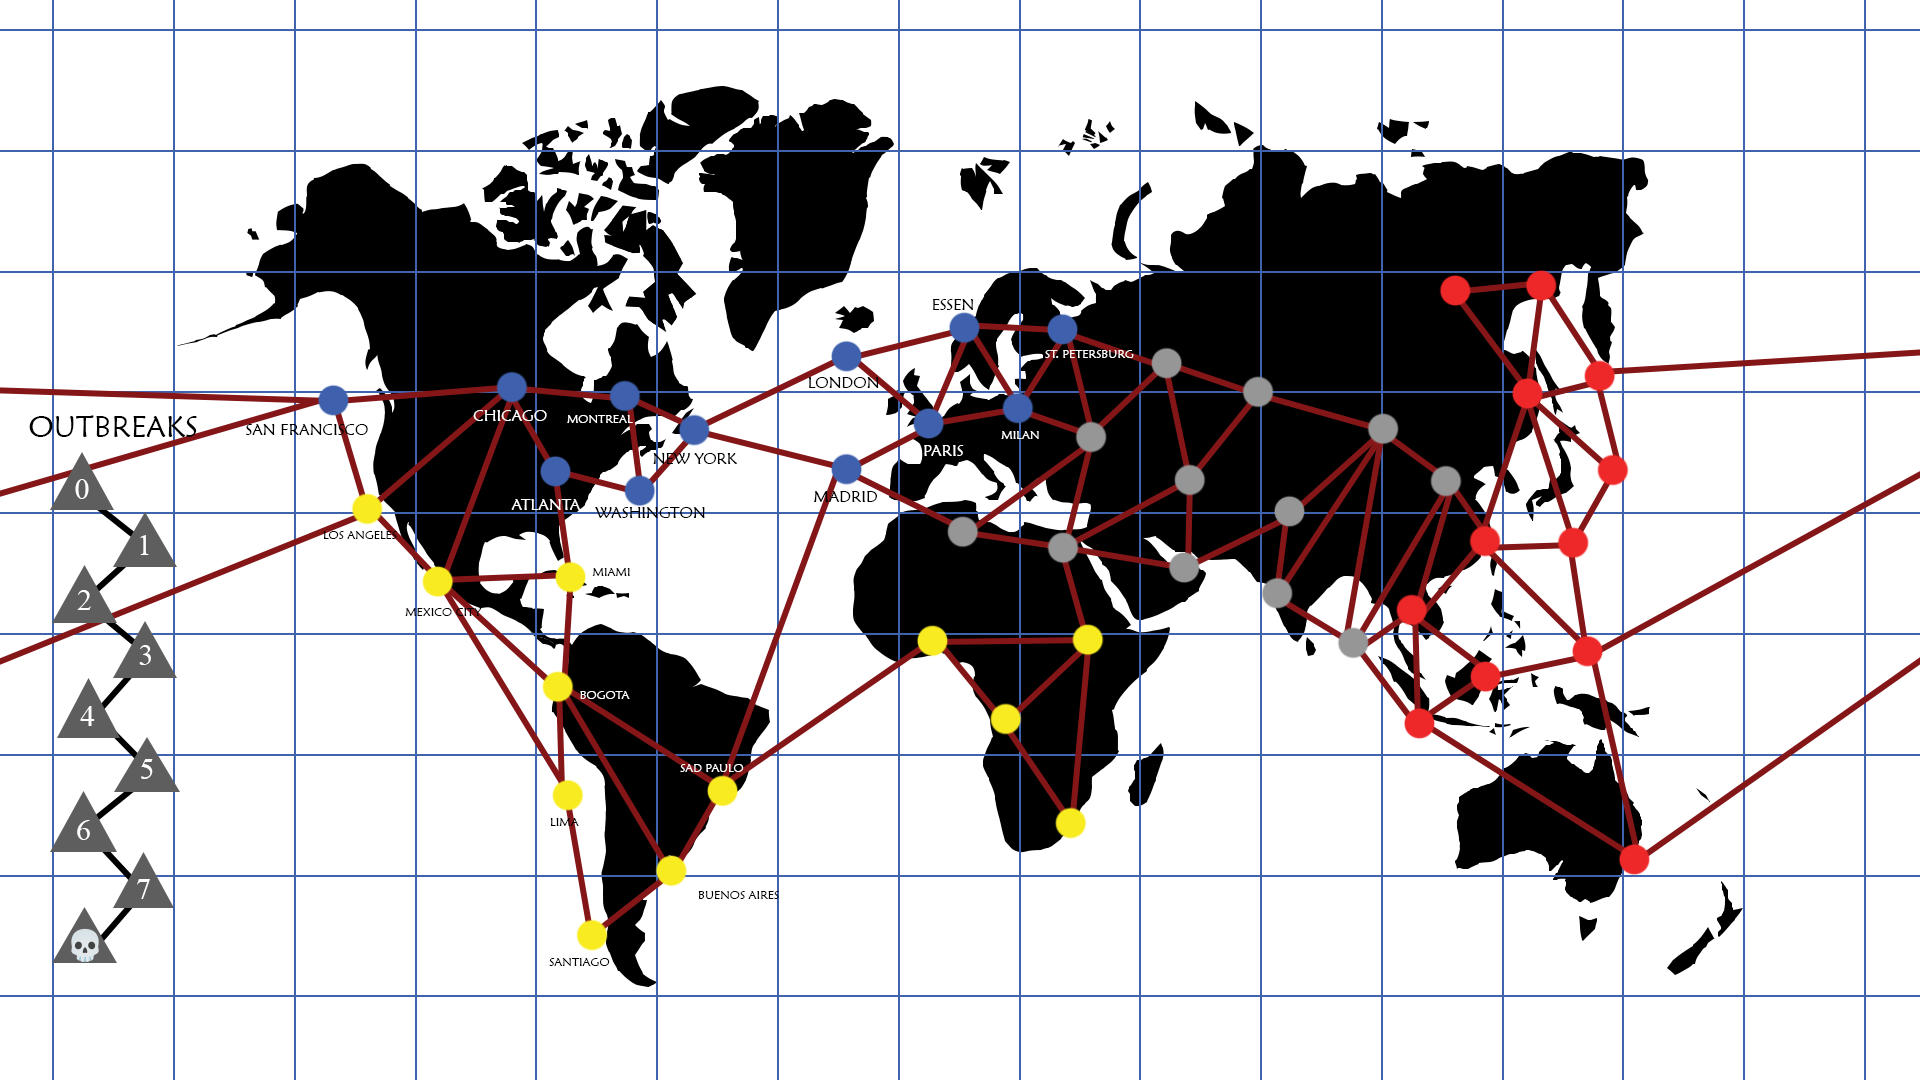 ESSEN
ST. PETERSBURG
LONDON
CHICAGO
MONTREAL
OUTBREAKS
SAN FRANCISCO
MILAN
PARIS
NEW YORK
0
MADRID
ATLANTA
WASHINGTON
LOS ANGELES
1
MIAMI
2
MEXICO CITY
3
BOGOTA
4
5
SAD PAULO
LIMA
6
7
BUENOS AIRES
SANTIAGO